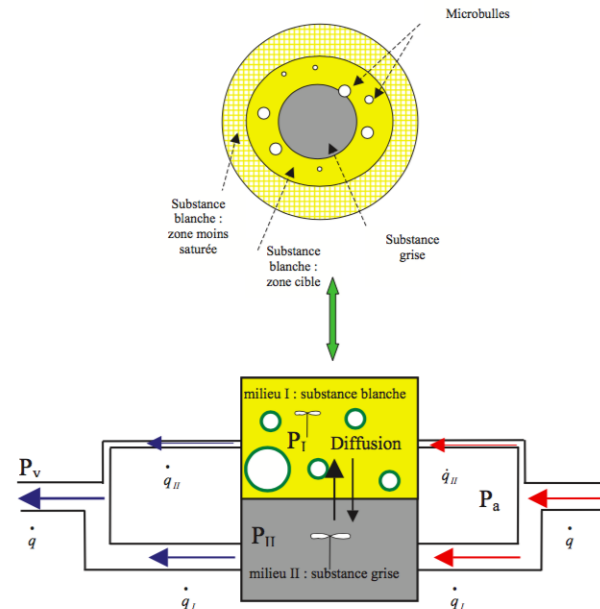 Microbulles
Substance
blanche :
zone moins
saturée
Substance
blanche :
zone cible
Substance
grise
milieu I : substance blanche
P_I
Diffusion
P_v
q̇_II
q̇_II
P_a
q̇
P_II
q̇
milieu II : substance grise
q̇_I
q̇_I